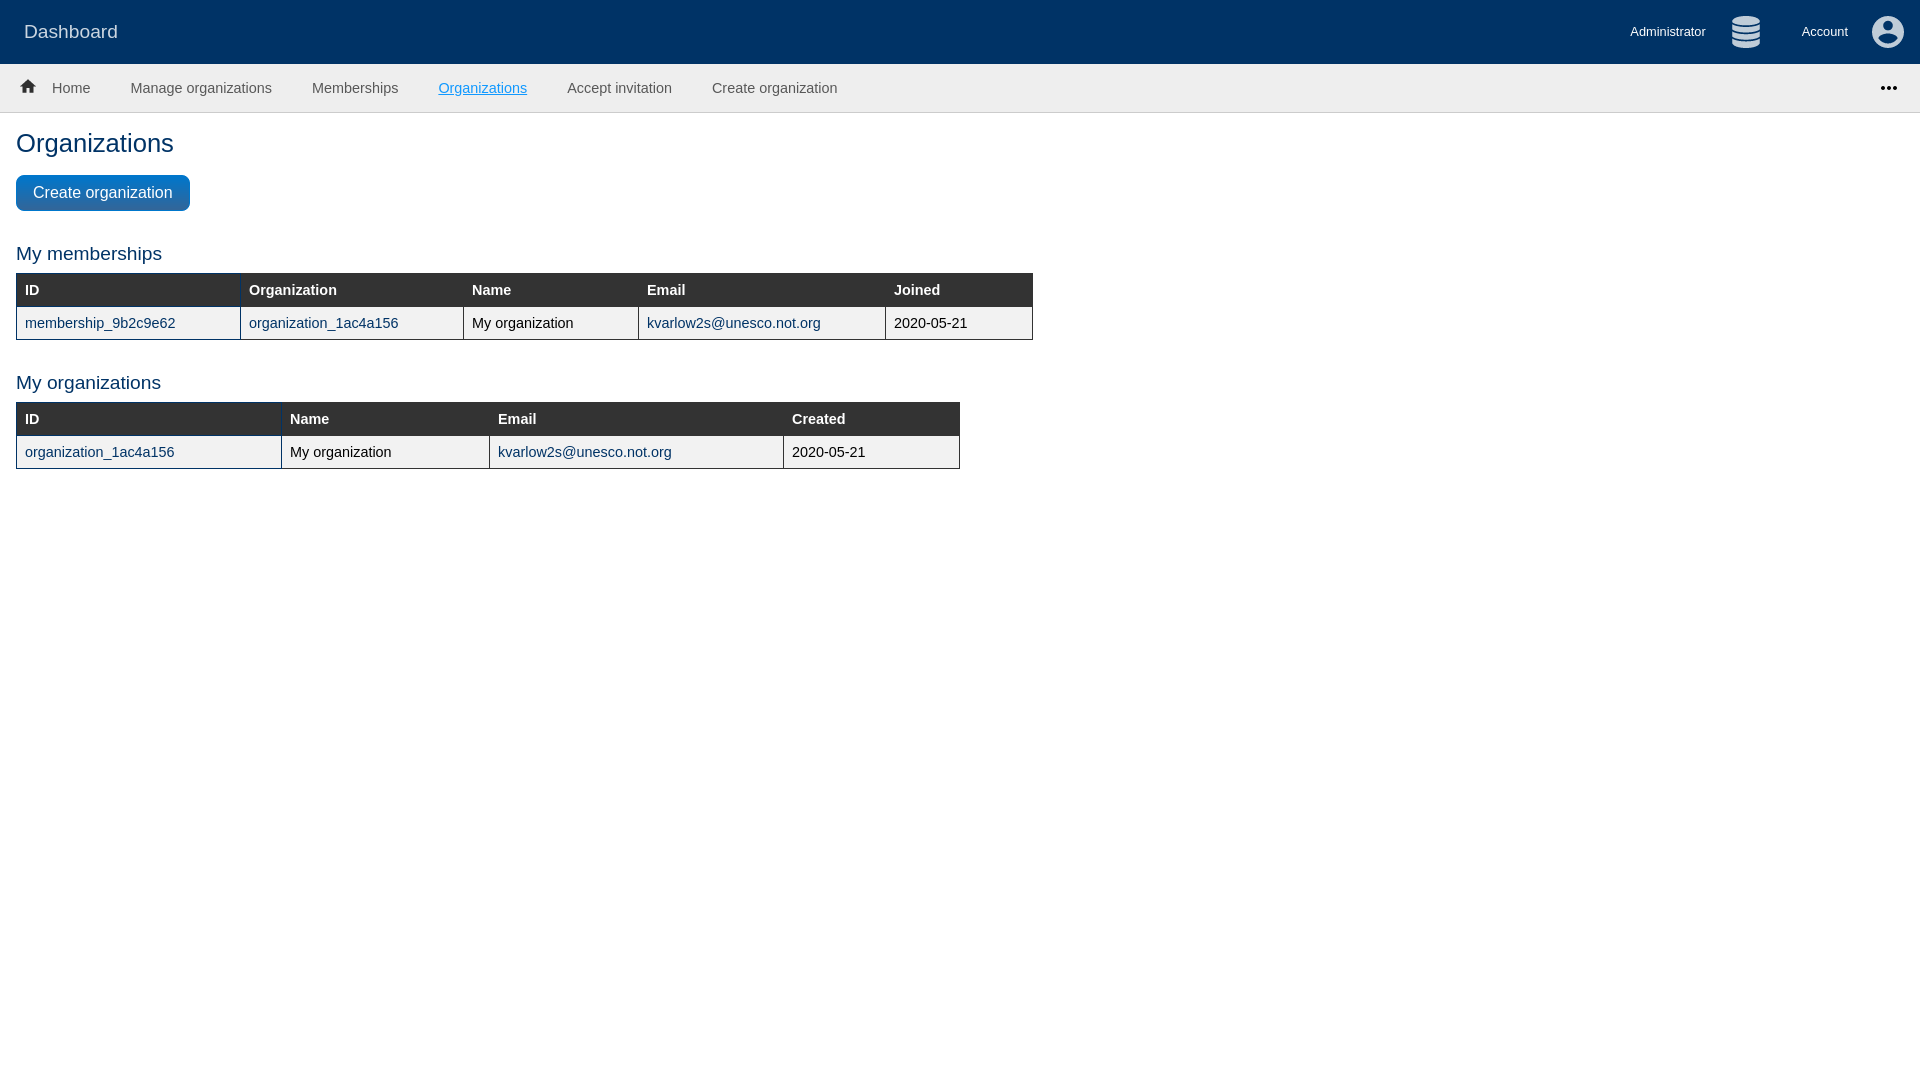 Dashboard
Administrator
Account
Home Manage organizations Memberships Organizations Accept invitation Create organization
Organizations
Create organization
My memberships
ID Organization Name Email Joined
membership_9b2c9e62 organization_1ac4a156 My organization kvarlow2s@unesco.not.org 2020-05-21
My organizations
ID Name Email Created
organization_1ac4a156 My organization kvarlow2s@unesco.not.org 2020-05-21